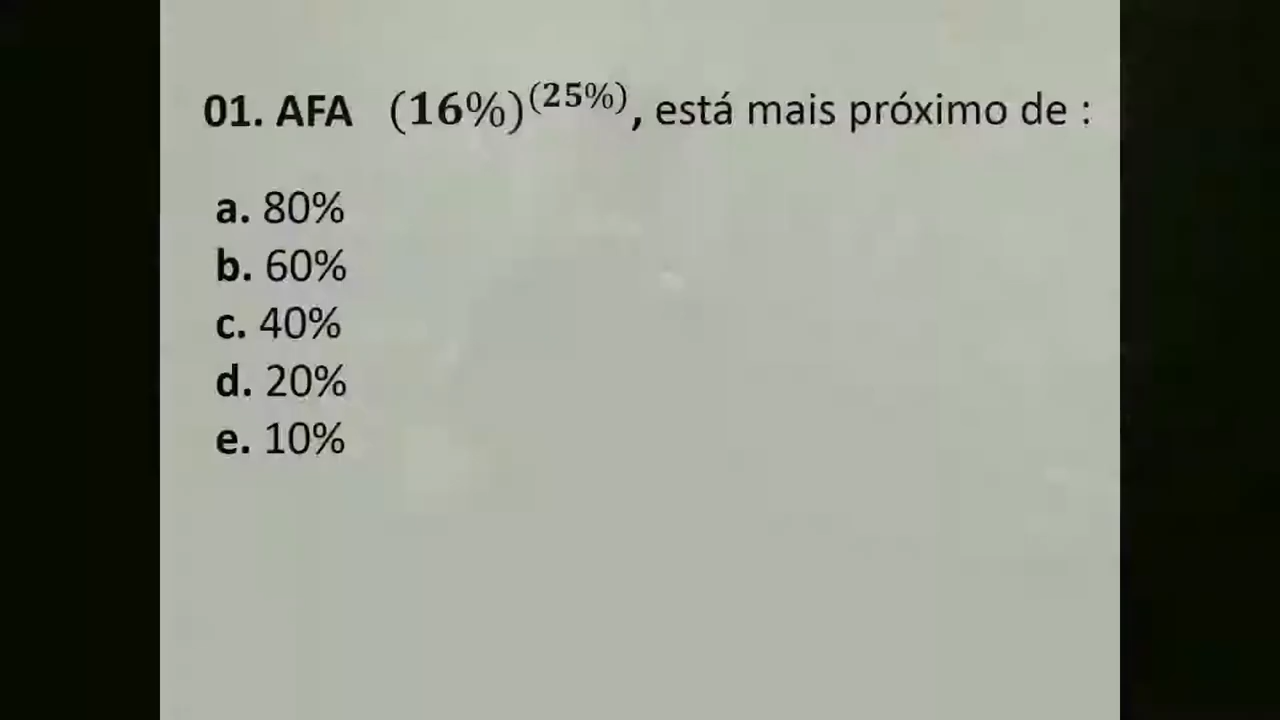 01. AFA (16%)^(25%), está mais próximo de :
a. 80%
b. 60%
c. 40%
d. 20%
e. 10%